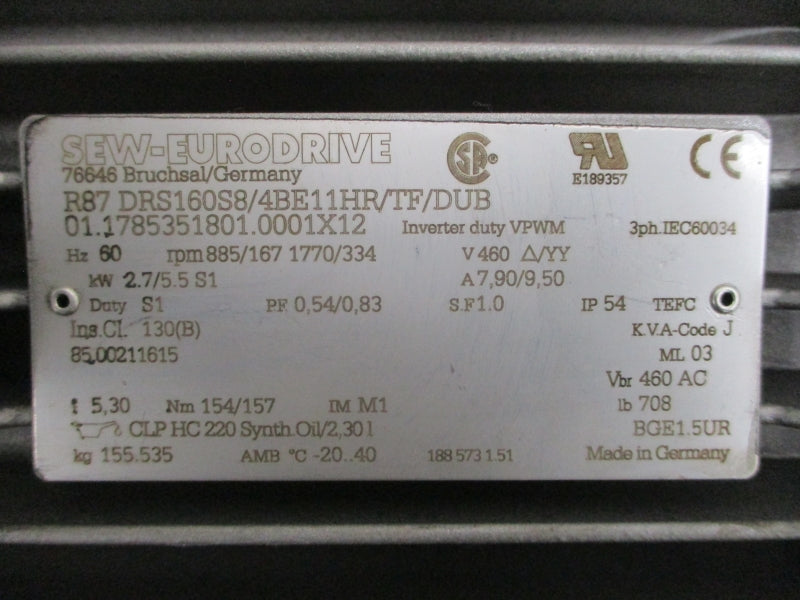 SEW-EURODRIVE
76646 Bruchsal/Germany
R87 DRS160S8/4BE11HR/TF/DUB
01.1785351801.0001X12 Inverter duty VPWM 3ph.IEC60034
Hz 60 rpm 885/167 1770/334 V 460 △/YY
kW 2.7/5.5 S1 A 7,90/9,50
Duty S1 PF 0,54/0,83 S.F 1.0 IP 54 TEFC
Ins.Cl. 130(B) K.V.A-Code J
85.00211615 ML 03
Vbr 460 AC
i 5,30 Nm 154/157 IM M1 lb 708
CLP HC 220 Synth.Oil/2,30 l BGE1.5UR
kg 155.535 AMB °C -20..40 188 573 1.51 Made in Germany
CSA
UR
E189357
CE